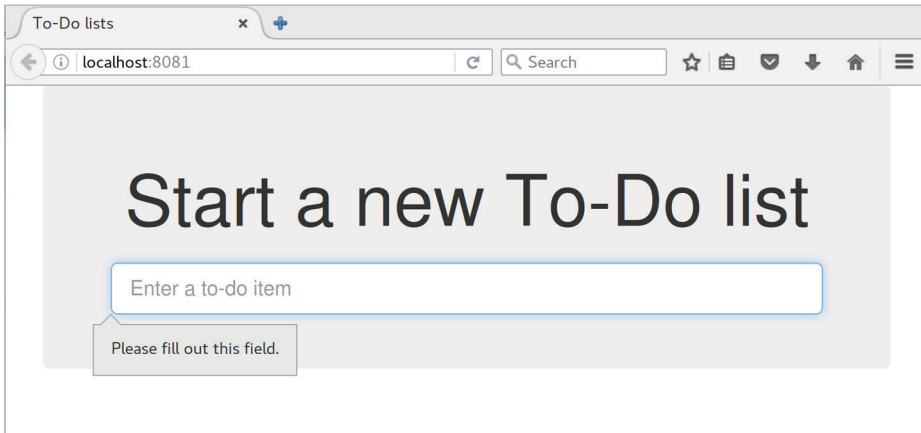 To-Do lists
localhost:8081
Search
Start a new To-Do list
Enter a to-do item
Please fill out this field.